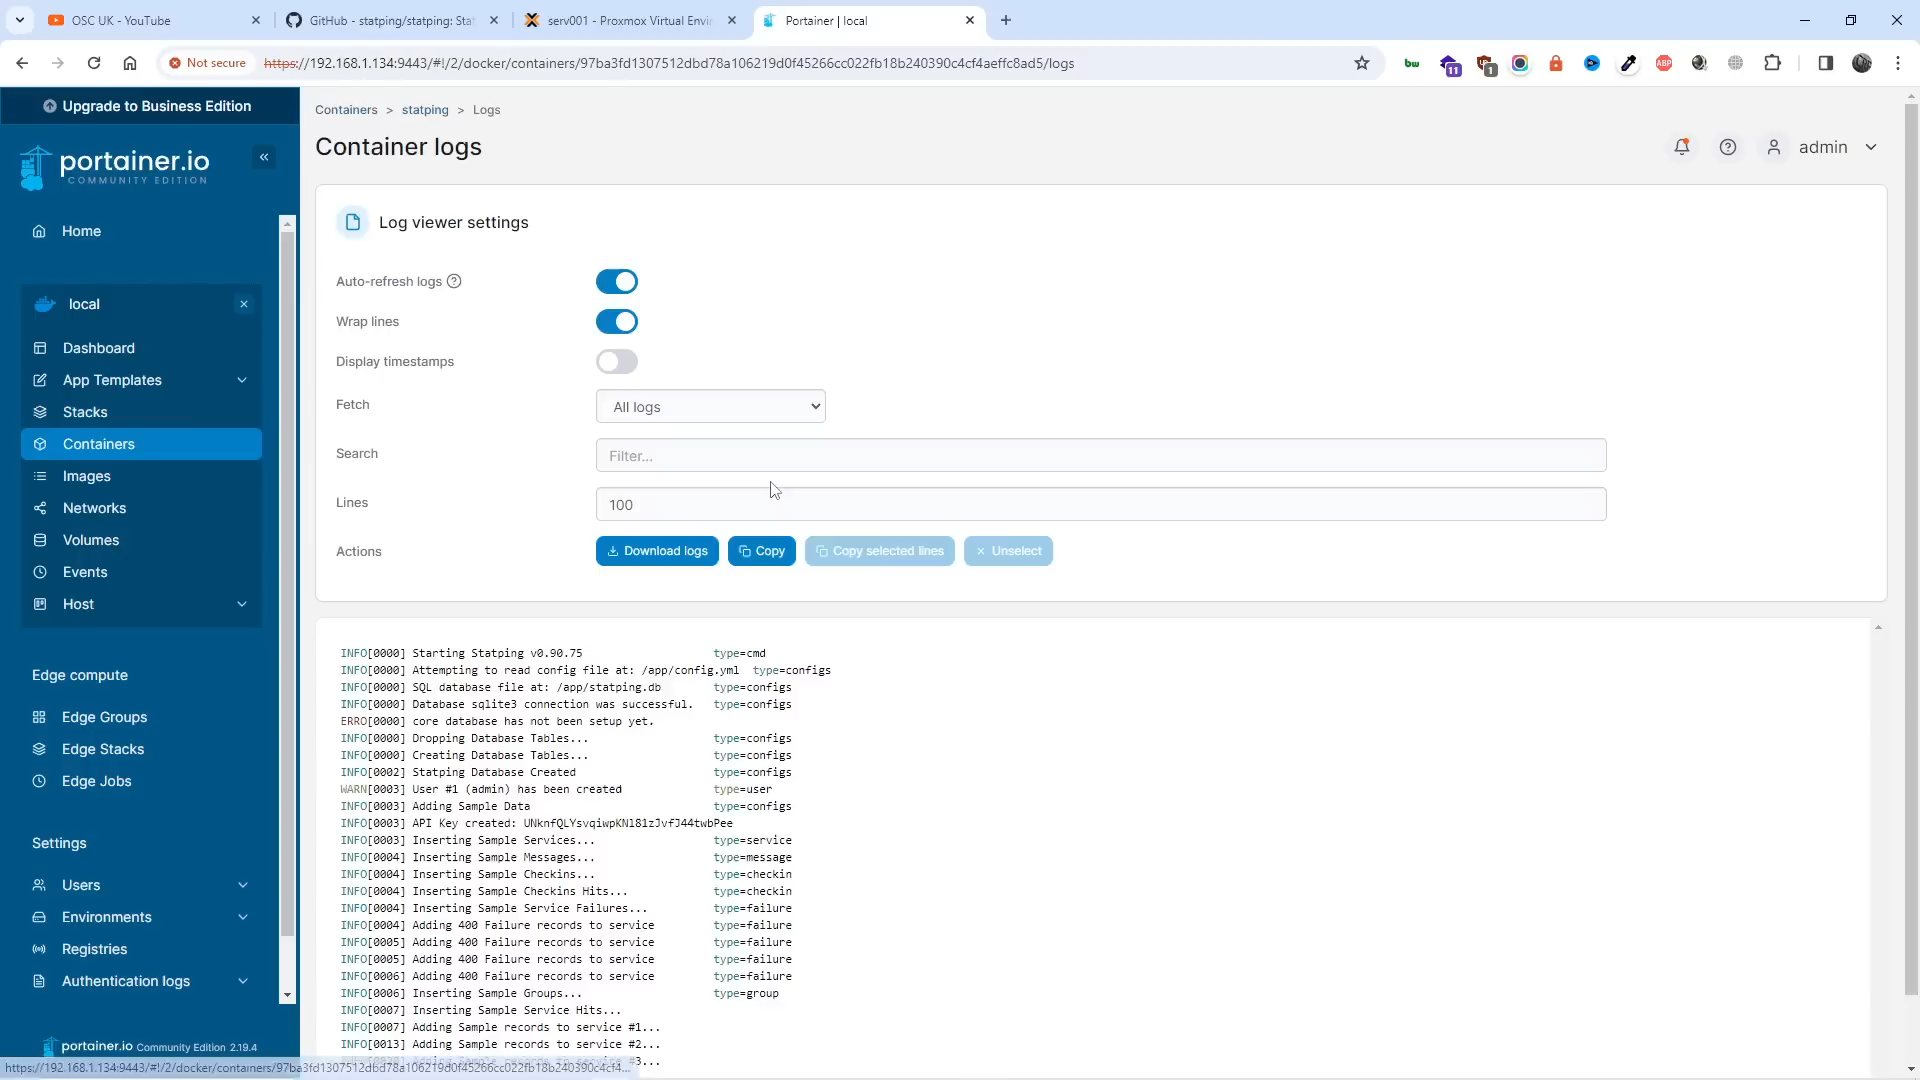 OSC UK - YouTube
GitHub - statping/statping: Stat
serv001 - Proxmox Virtual Envir
Portainer | local
Not secure
https://192.168.1.134:9443/#!/2/docker/containers/97ba3fd1307512dbd78a106219d0f45266cc022fb18b240390c4cf4aeffc8ad5/logs
11
1
ABP
Upgrade to Business Edition
portainer.io
COMMUNITY EDITION
Home
local
Dashboard
App Templates
Stacks
Containers
Images
Networks
Volumes
Events
Host
Edge compute
Edge Groups
Edge Stacks
Edge Jobs
Settings
Users
Environments
Registries
Authentication logs
portainer.io Community Edition 2.19.4
https://192.168.1.134:9443/#!/2/docker/containers/97ba3fd1307512dbd78a106219d0f45266cc022fb18b240390c4cf4...
Containers > statping > Logs
Container logs
admin
Log viewer settings
Auto-refresh logs
Wrap lines
Display timestamps
Fetch
All logs
Search
Filter...
Lines
100
Actions
Download logs
Copy
Copy selected lines
Unselect
INFO[0000] Starting Statping v0.90.75 type=cmd
INFO[0000] Attempting to read config file at: /app/config.yml type=configs
INFO[0000] SQL database file at: /app/statping.db type=configs
INFO[0000] Database sqlite3 connection was successful. type=configs
ERRO[0000] core database has not been setup yet.
INFO[0000] Dropping Database Tables... type=configs
INFO[0000] Creating Database Tables... type=configs
INFO[0002] Statping Database Created type=configs
WARN[0003] User #1 (admin) has been created type=user
INFO[0003] Adding Sample Data type=configs
INFO[0003] API Key created: UNknfQLYsvqiwpKNl81zJvfJ44twbPee
INFO[0003] Inserting Sample Services... type=service
INFO[0004] Inserting Sample Messages... type=message
INFO[0004] Inserting Sample Checkins... type=checkin
INFO[0004] Inserting Sample Checkins Hits... type=checkin
INFO[0004] Inserting Sample Service Failures... type=failure
INFO[0004] Adding 400 Failure records to service type=failure
INFO[0005] Adding 400 Failure records to service type=failure
INFO[0005] Adding 400 Failure records to service type=failure
INFO[0006] Adding 400 Failure records to service type=failure
INFO[0006] Inserting Sample Groups... type=group
INFO[0007] Inserting Sample Service Hits...
INFO[0007] Adding Sample records to service #1...
INFO[0013] Adding Sample records to service #2...
Adding Sample records to service #3...